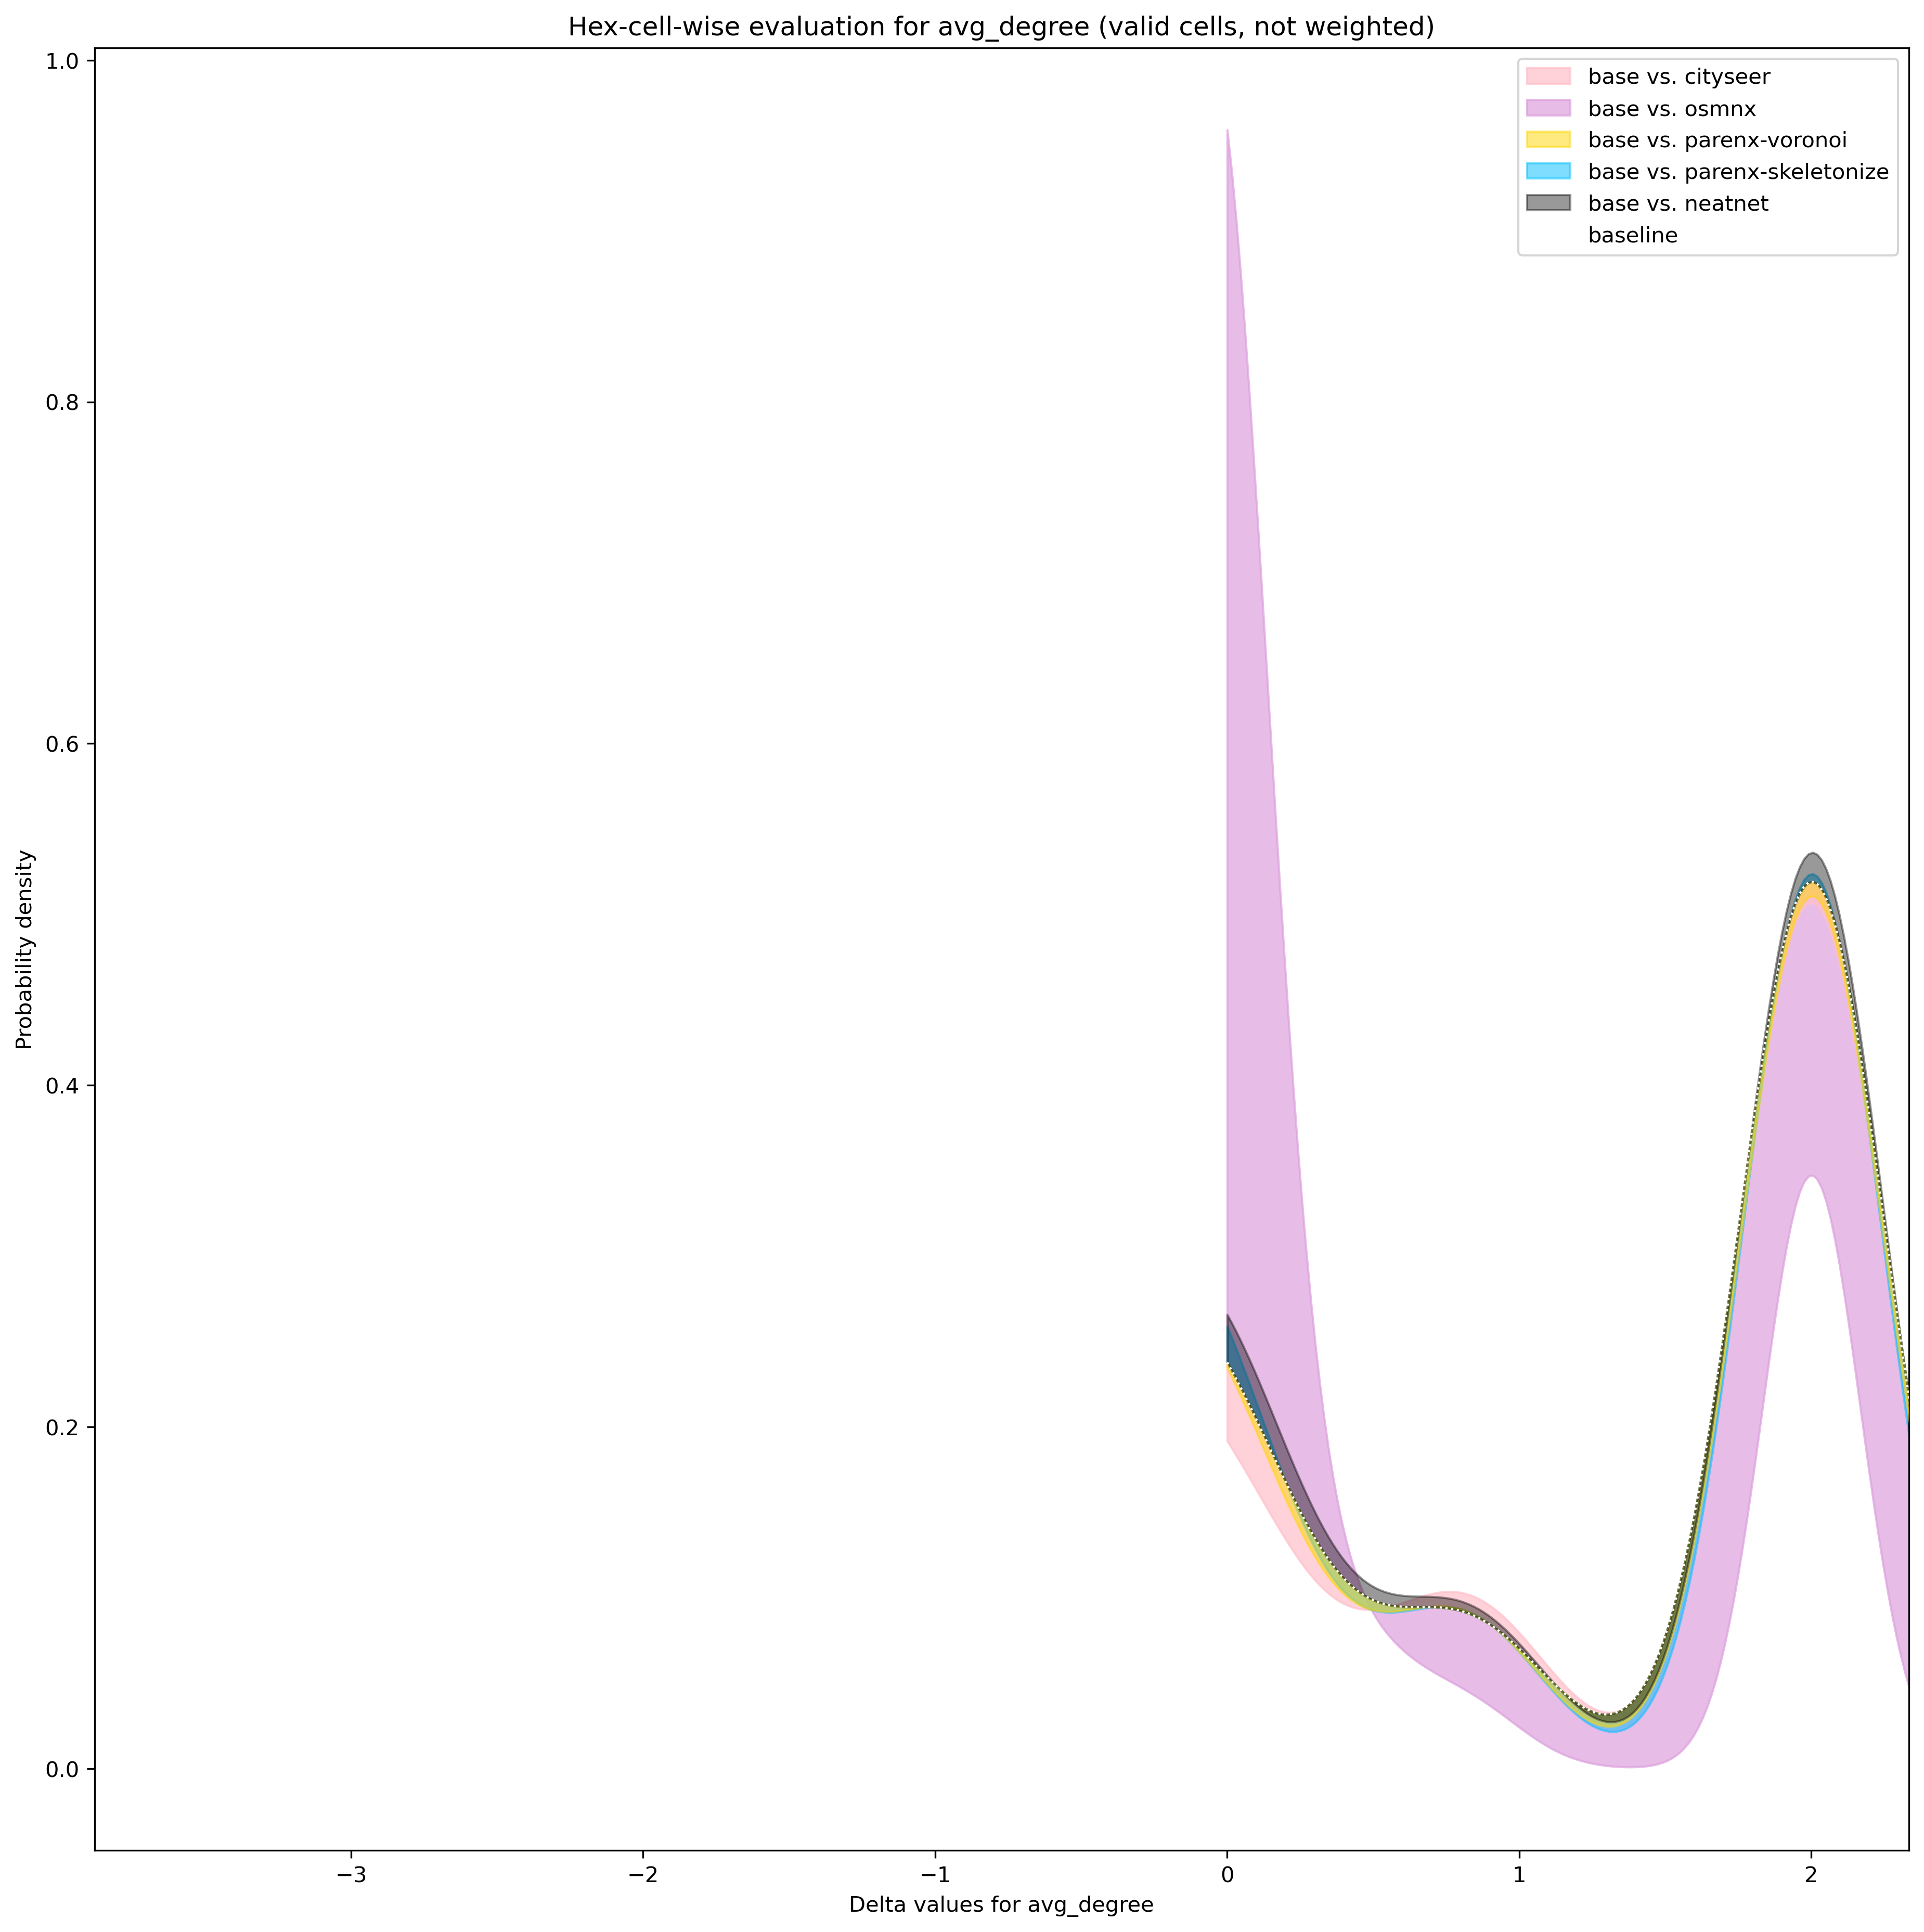 Hex-cell-wise evaluation for avg_degree (valid cells, not weighted)
1.0
0.8
0.6
0.4
0.2
0.0
Probability density
base vs. cityseer
base vs. osmnx
base vs. parenx-voronoi
base vs. parenx-skeletonize
base vs. neatnet
baseline
−3
−2
−1
0
1
2
Delta values for avg_degree